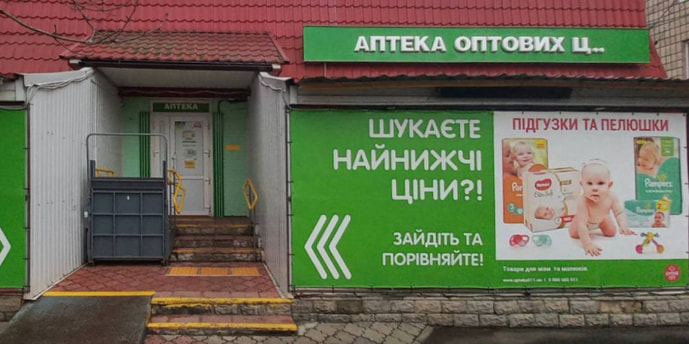 АПТЕКА ОПТОВИХ Ц..
АПТЕКА
ШУКАЄТЕ
НАЙНИЖЧІ
ЦІНИ?!
ЗАЙДІТЬ ТА
ПОРІВНЯЙТЕ!
ПІДГУЗКИ ТА ПЕЛЮШКИ
Pampers
Pampers
Товари для мам та малюків